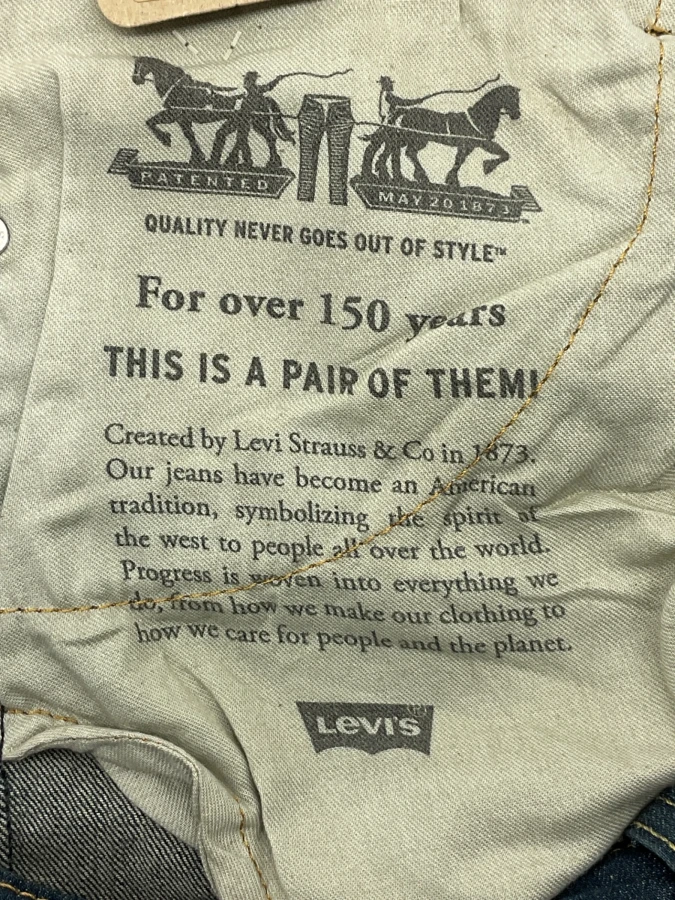 PATENTED
MAY 20 1873
QUALITY NEVER GOES OUT OF STYLE™
For over 150 years
THIS IS A PAIR OF THEM!
Created by Levi Strauss & Co in 1873.
Our jeans have become an American
tradition, symbolizing the spirit of
the west to people all over the world.
Progress is woven into everything we
do, from how we make our clothing to
how we care for people and the planet.
LEVI'S®